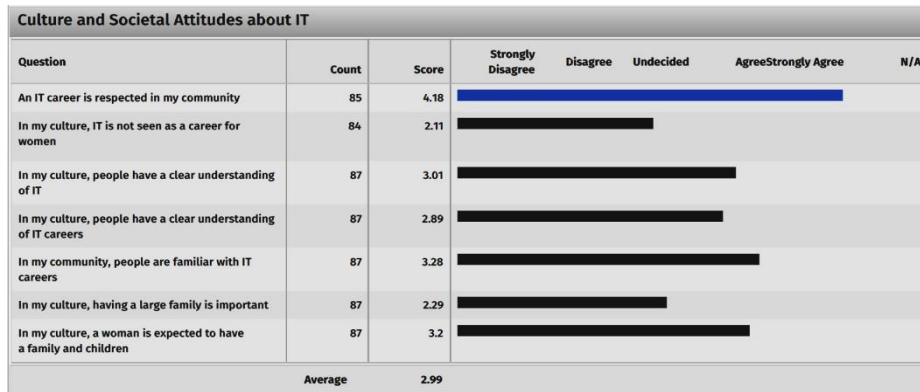 Culture and Societal Attitudes about IT
Question Count Score Strongly Disagree Disagree Undecided AgreeStrongly Agree N/A
An IT career is respected in my community 85 4.18
In my culture, IT is not seen as a career for
women 84 2.11
In my culture, people have a clear understanding
of IT 87 3.01
In my culture, people have a clear understanding
of IT careers 87 2.89
In my community, people are familiar with IT
careers 87 3.28
In my culture, having a large family is important 87 2.29
In my culture, a woman is expected to have
a family and children 87 3.2
Average 2.99